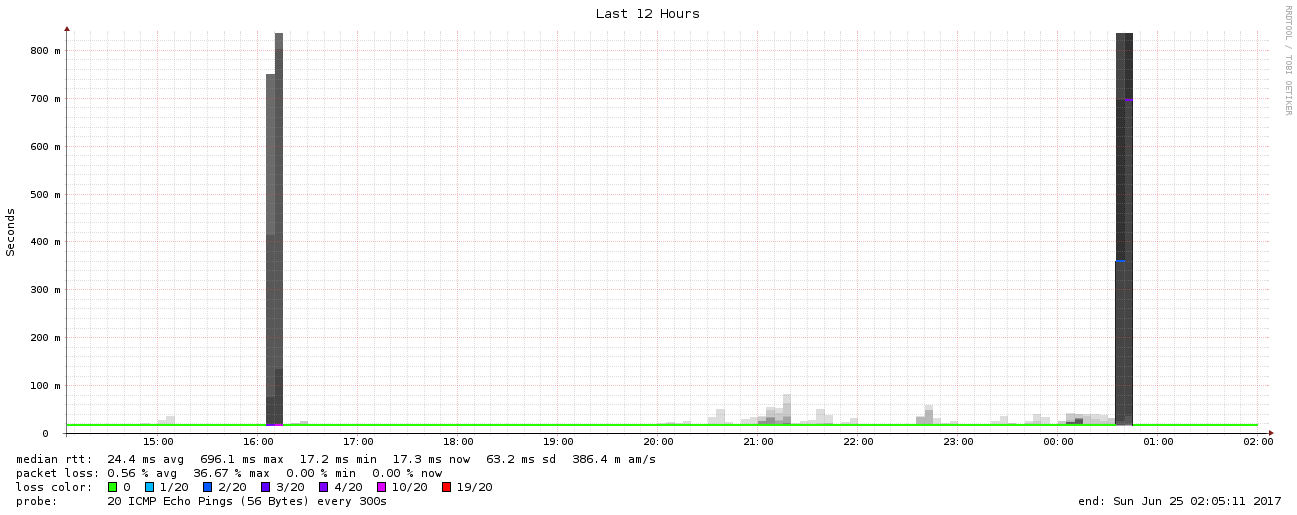 Last 12 Hours
RRDTOOL / TOBI OETIKER
Seconds
800 m
700 m
600 m
500 m
400 m
300 m
200 m
100 m
0
15:00 16:00 17:00 18:00 19:00 20:00 21:00 22:00 23:00 00:00 01:00 02:00
median rtt: 24.4 ms avg 696.1 ms max 17.2 ms min 17.3 ms now 63.2 ms sd 386.4 m am/s
packet loss: 0.56 % avg 36.67 % max 0.00 % min 0.00 % now
loss color: 0 1/20 2/20 3/20 4/20 10/20 19/20
probe: 20 ICMP Echo Pings (56 Bytes) every 300s end: Sun Jun 25 02:05:11 2017